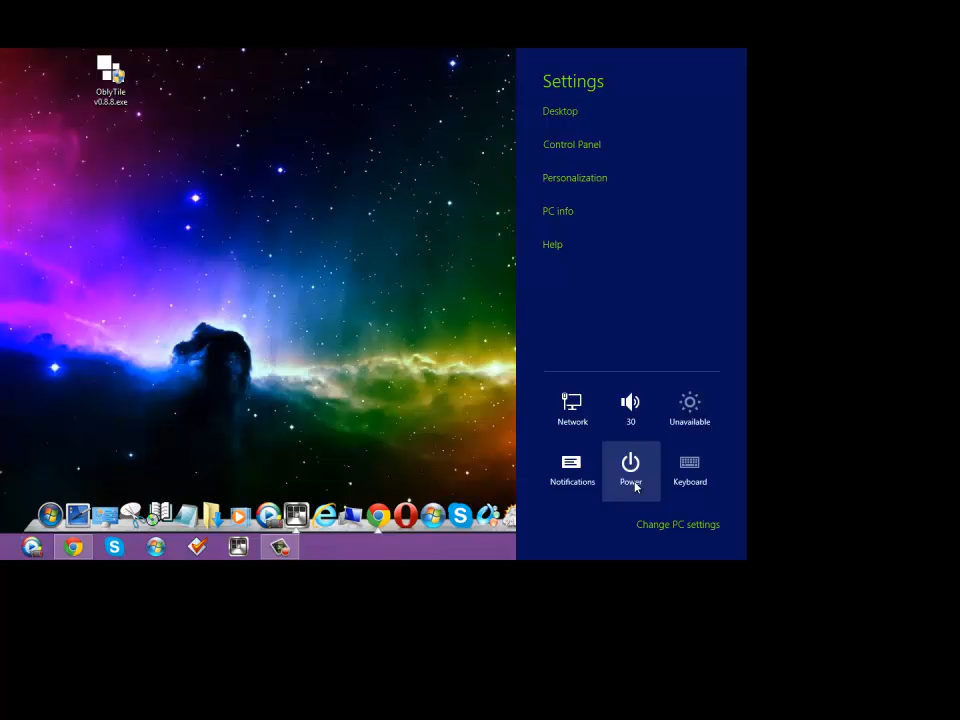 OblyTile
v0.8.8.exe
Settings
Desktop
Control Panel
Personalization
PC info
Help
Network
30
Unavailable
Notifications
Power
Keyboard
Change PC settings